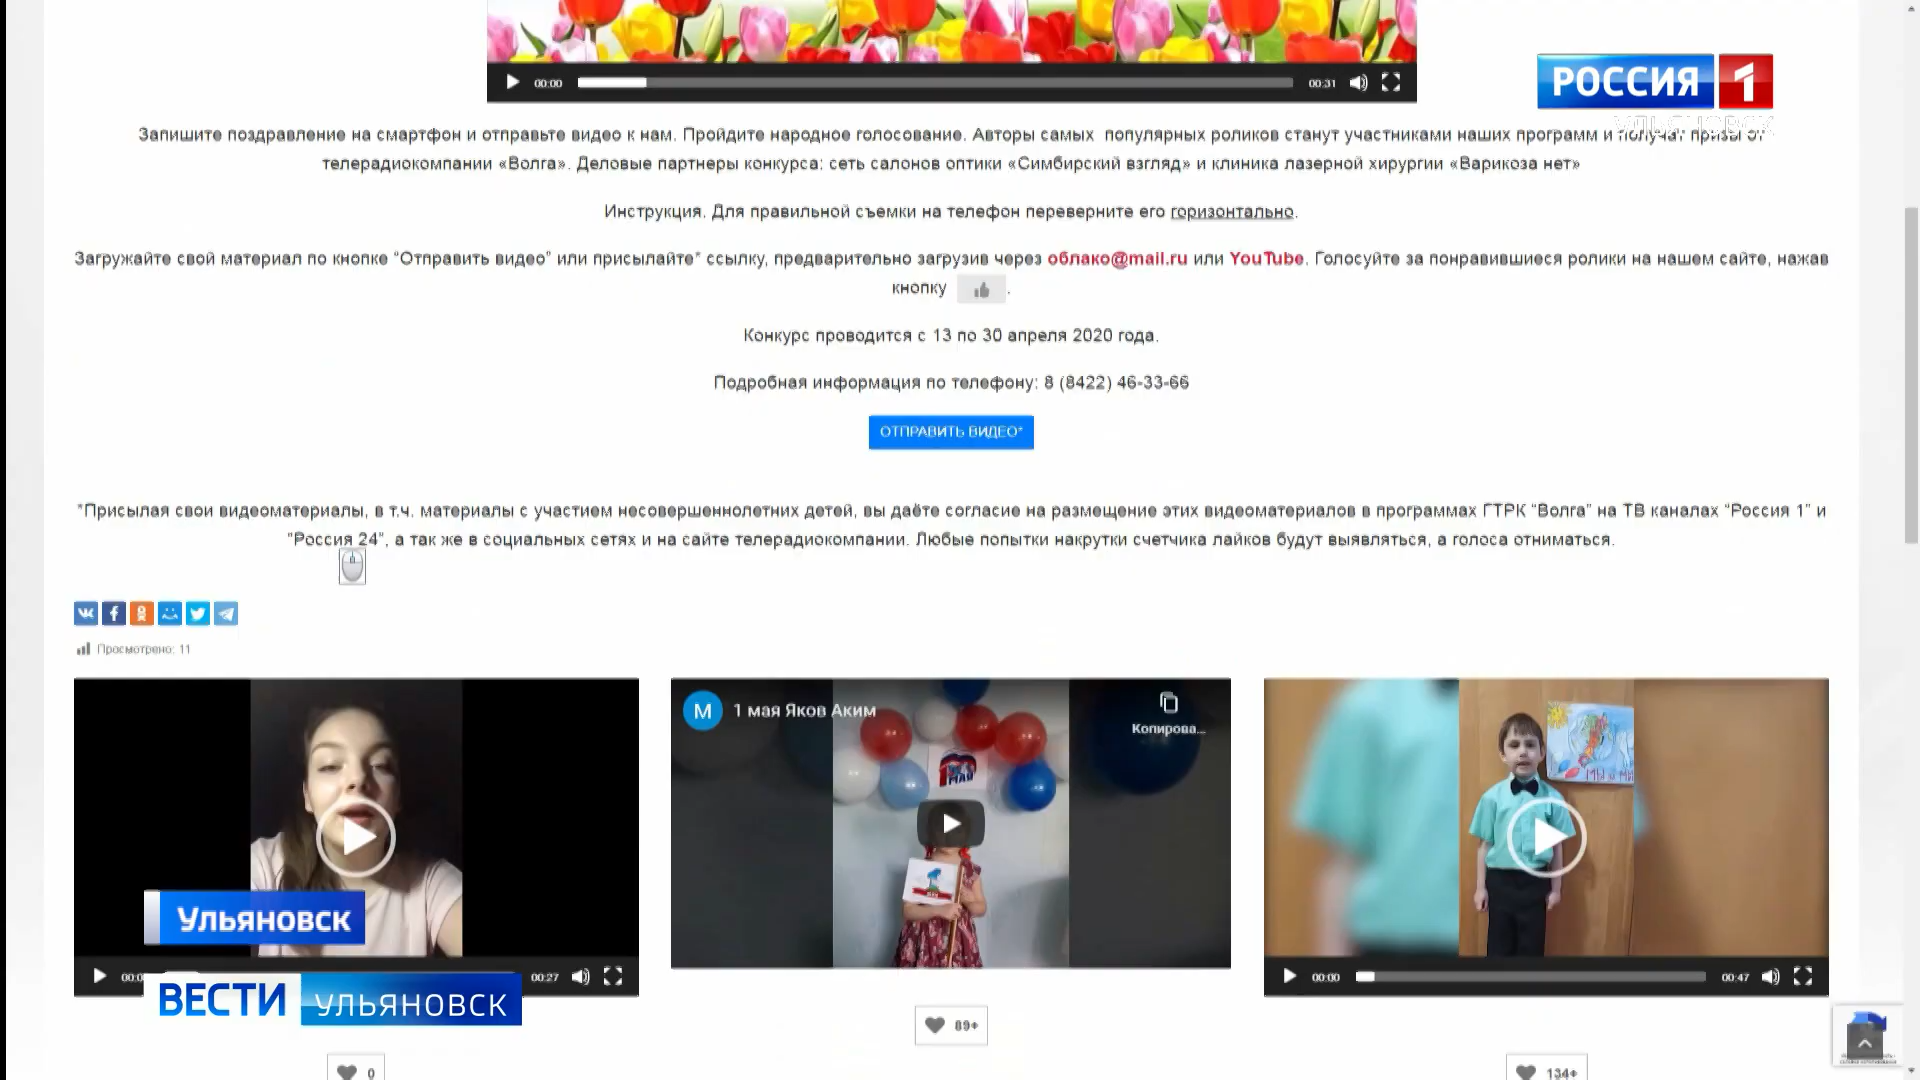 00:00
00:31
РОССИЯ 1
УЛЬЯНОВСК
Запишите поздравление на смартфон и отправьте видео к нам. Пройдите народное голосование. Авторы самых популярных роликов станут участниками наших программ и получат призы от
телерадиокомпании «Волга». Деловые партнеры конкурса: сеть салонов оптики «Симбирский взгляд» и клиника лазерной хирургии «Варикоза нет»
Инструкция. Для правильной съемки на телефон переверните его горизонтально.
Загружайте свой материал по кнопке "Отправить видео" или присылайте* ссылку, предварительно загрузив через облако@mail.ru или YouTube. Голосуйте за понравившиеся ролики на нашем сайте, нажав
кнопку .
Конкурс проводится с 13 по 30 апреля 2020 года.
Подробная информация по телефону: 8 (8422) 46-33-66
ОТПРАВИТЬ ВИДЕО*
*Присылая свои видеоматериалы, в т.ч. материалы с участием несовершеннолетних детей, вы даёте согласие на размещение этих видеоматериалов в программах ГТРК "Волга" на ТВ каналах "Россия 1" и
"Россия 24", а так же в социальных сетях и на сайте телерадиокомпании. Любые попытки накрутки счетчика лайков будут выявляться, а голоса отниматься.
Просмотрено: 11
М
1 мая Яков Аким
Копирова...
МАЯ
1
МЫ
Ульяновск
00:27
00:00
00:47
ВЕСТИ УЛЬЯНОВСК
89+
0
134+